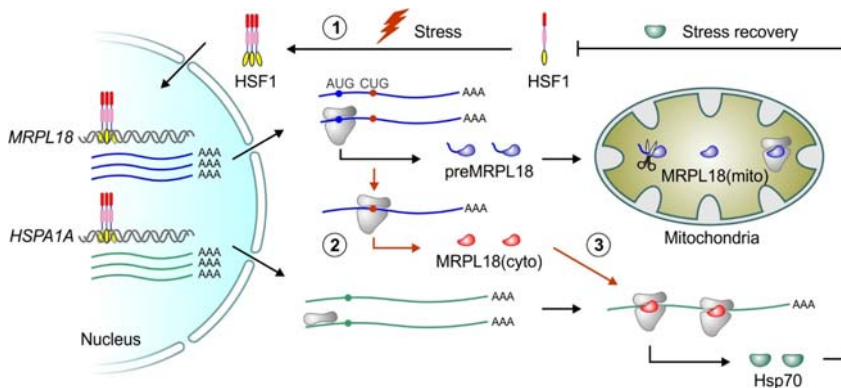 1
Stress
Stress recovery
HSF1
HSF1
AUG CUG
AAA
AAA
MRPL18
AAA
AAA
AAA
preMRPL18
MRPL18(mito)
AAA
HSPA1A
Mitochondria
2
3
MRPL18(cyto)
AAA
AAA
AAA
AAA
AAA
AAA
Nucleus
Hsp70